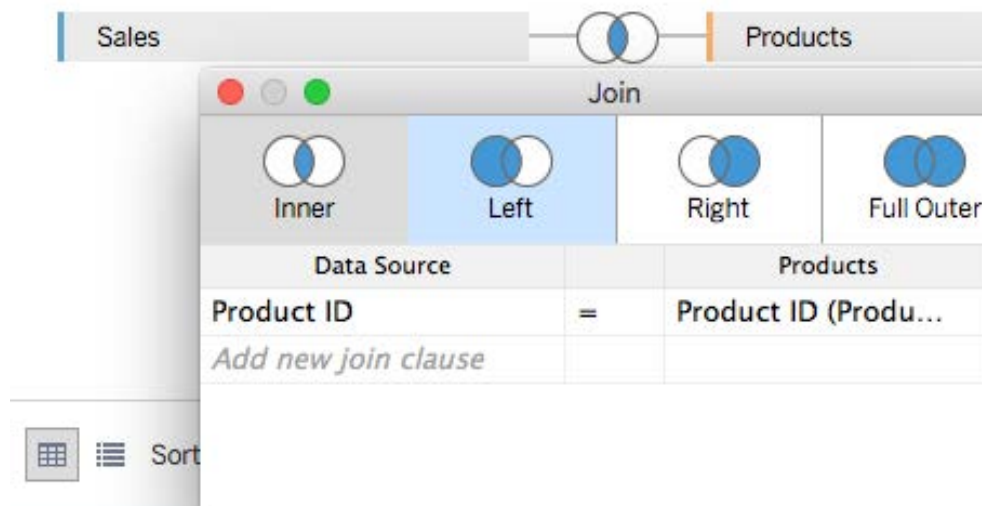 Sales Products
Join
Inner Left Right Full Outer
Data Source Products
Product ID = Product ID (Produ...
Add new join clause
Sort